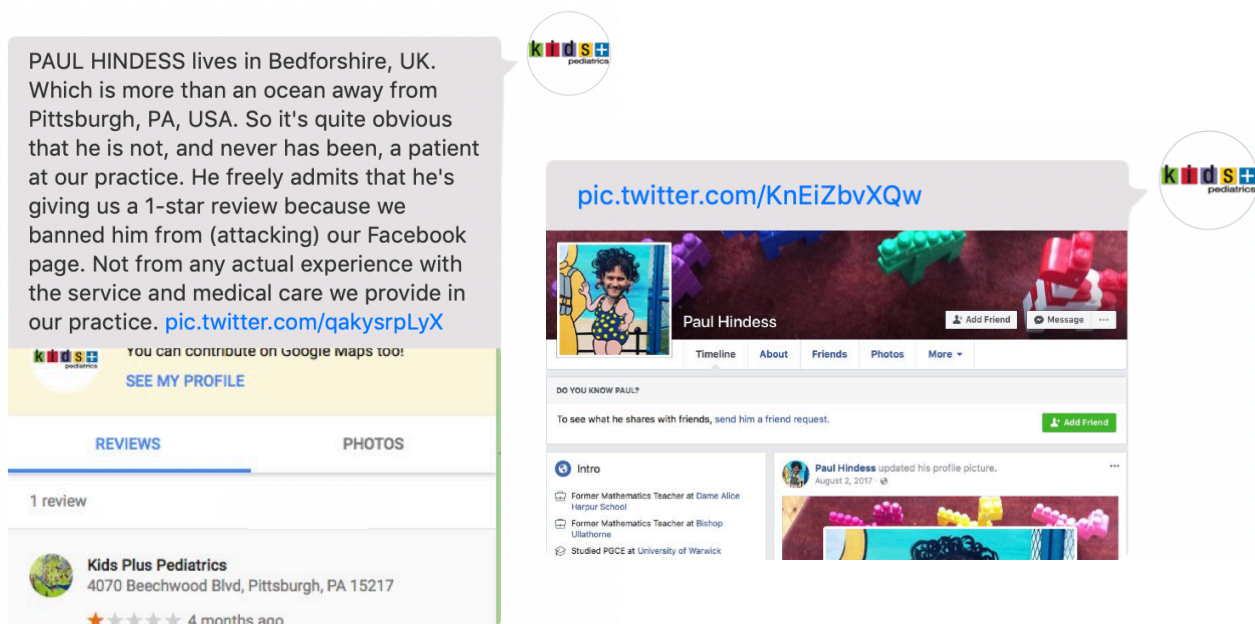 kids+
pediatrics
PAUL HINDESS lives in Bedforshire, UK.
Which is more than an ocean away from
Pittsburgh, PA, USA. So it's quite obvious
that he is not, and never has been, a patient
at our practice. He freely admits that he's
giving us a 1-star review because we
banned him from (attacking) our Facebook
page. Not from any actual experience with
the service and medical care we provide in
our practice. pic.twitter.com/qakysrpLyX
kids+
pediatrics
You can contribute on Google Maps too!
SEE MY PROFILE
REVIEWS PHOTOS
1 review
Kids Plus Pediatrics
4070 Beechwood Blvd, Pittsburgh, PA 15217
4 months ago
kids+
pediatrics
pic.twitter.com/KnEiZbvXQw
Paul Hindess
Add Friend Message ...
Timeline About Friends Photos More
DO YOU KNOW PAUL?
To see what he shares with friends, send him a friend request.
Add Friend
Intro
Former Mathematics Teacher at Dame Alice
Harpur School
Former Mathematics Teacher at Bishop
Ullathorne
Studied PGCE at University of Warwick
Paul Hindess updated his profile picture.
August 2, 2017 ·
...